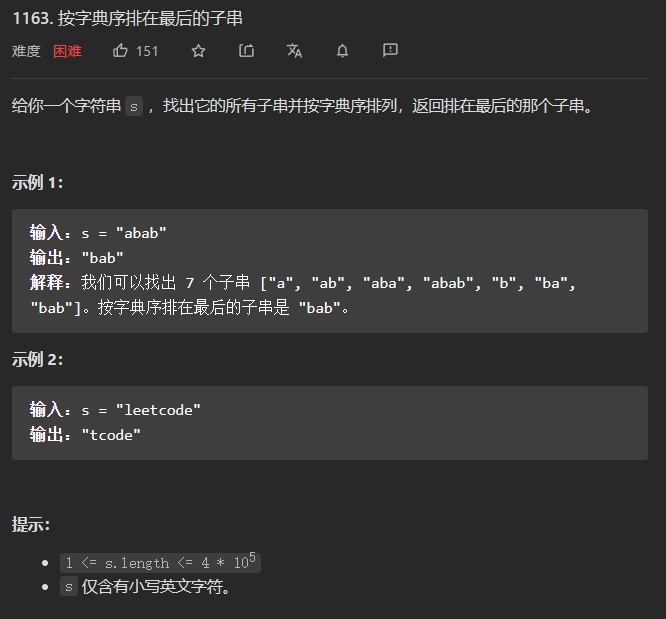 1163. 按字典序排在最后的子串
难度 困难 151
给你一个字符串 s ，找出它的所有子串并按字典序排列，返回排在最后的那个子串。
示例 1：
输入：s = "abab"
输出："bab"
解释：我们可以找出 7 个子串 ["a", "ab", "aba", "abab", "b", "ba",
"bab"]。按字典序排在最后的子串是 "bab"。
示例 2：
输入：s = "leetcode"
输出："tcode"
提示：
1 <= s.length <= 4 * 10^5
s 仅含有小写英文字符。